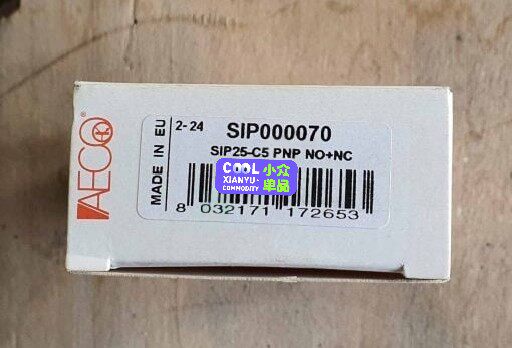 AECO
MADE IN EU
2-24
SIP000070
SIP25-C5 PNP NO+NC
COOL
XIANYU
COMMODITY
小众
单品
8 032171 172653